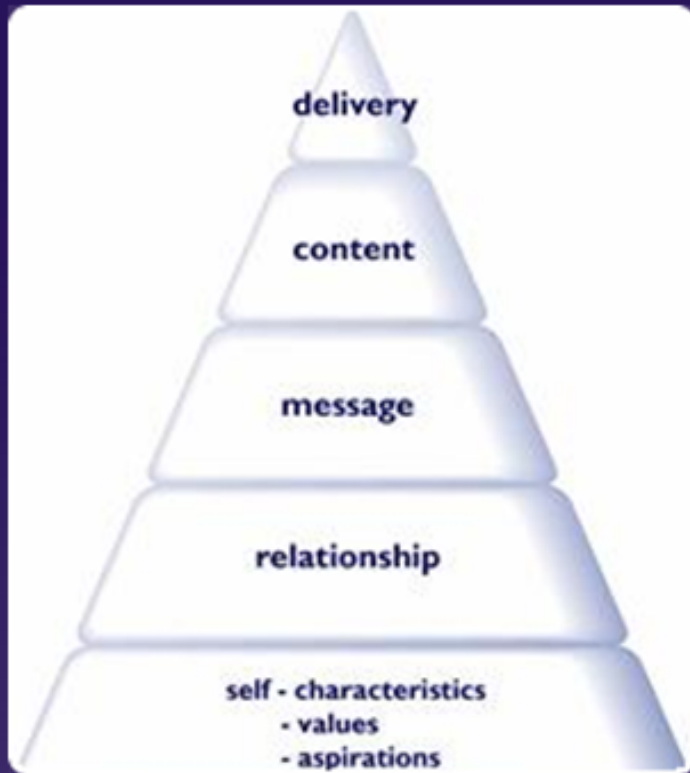 delivery
content
message
relationship
self - characteristics
- values
- aspirations